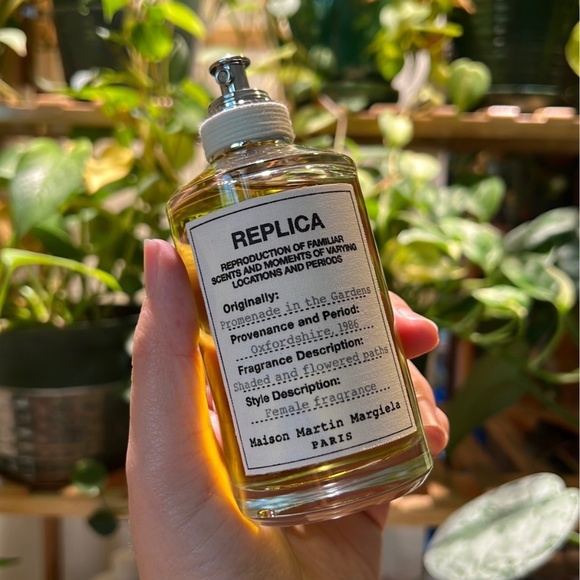 REPLICA
REPRODUCTION OF FAMILIAR
SCENTS AND MOMENTS OF VARYING
LOCATIONS AND PERIODS
Originally:
Promenade in the Gardens
Provenance and Period:
Oxfordshire, 1986
Fragrance Description:
Shaded and flowered paths
Style Description:
Female fragrance
Maison Martin Margiela
PARIS